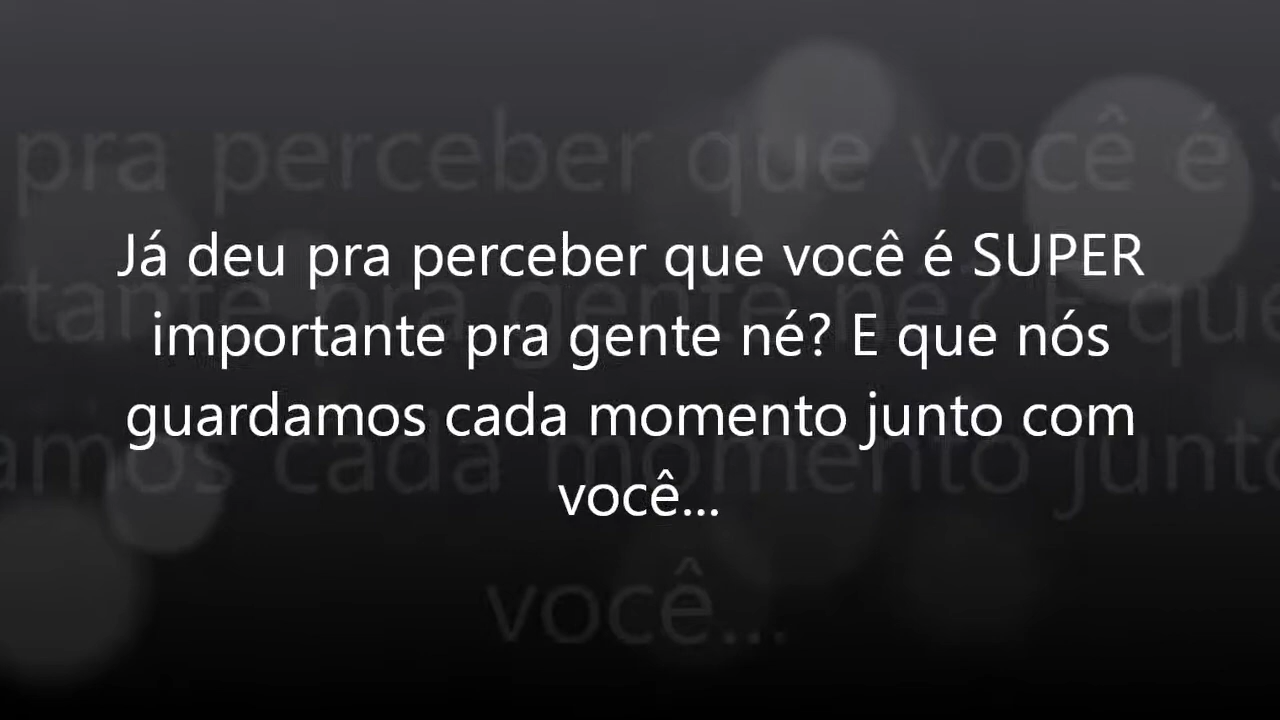 Já deu pra perceber que você é SUPER
importante pra gente né? E que nós
guardamos cada momento junto com
você...